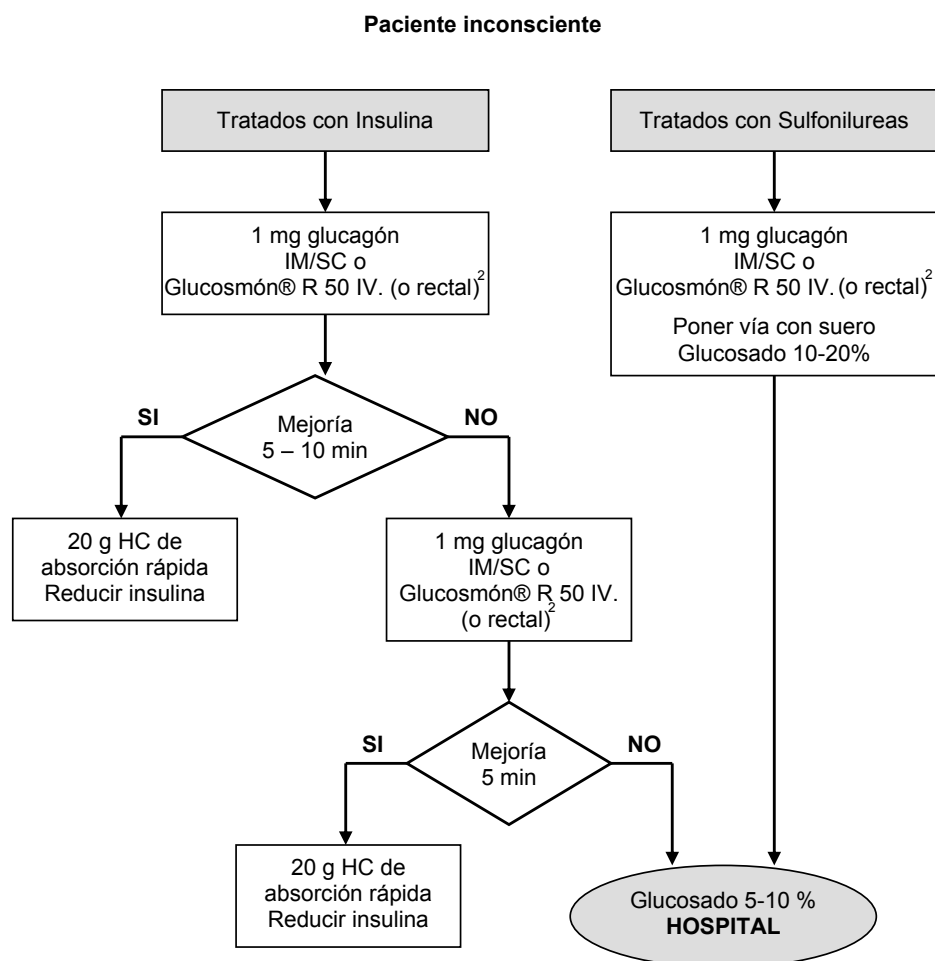 Paciente inconsciente
Tratados con Insulina
Tratados con Sulfonilureas
1 mg glucagón
IM/SC o
Glucosmón® R 50 IV. (o rectal)2
1 mg glucagón
IM/SC o
Glucosmón® R 50 IV. (o rectal)2
Poner vía con suero
Glucosado 10-20%
SI
Mejoría
5 – 10 min
NO
20 g HC de
absorción rápida
Reducir insulina
1 mg glucagón
IM/SC o
Glucosmón® R 50 IV.
(o rectal)2
SI
Mejoría
5 min
NO
20 g HC de
absorción rápida
Reducir insulina
Glucosado 5-10 %
HOSPITAL